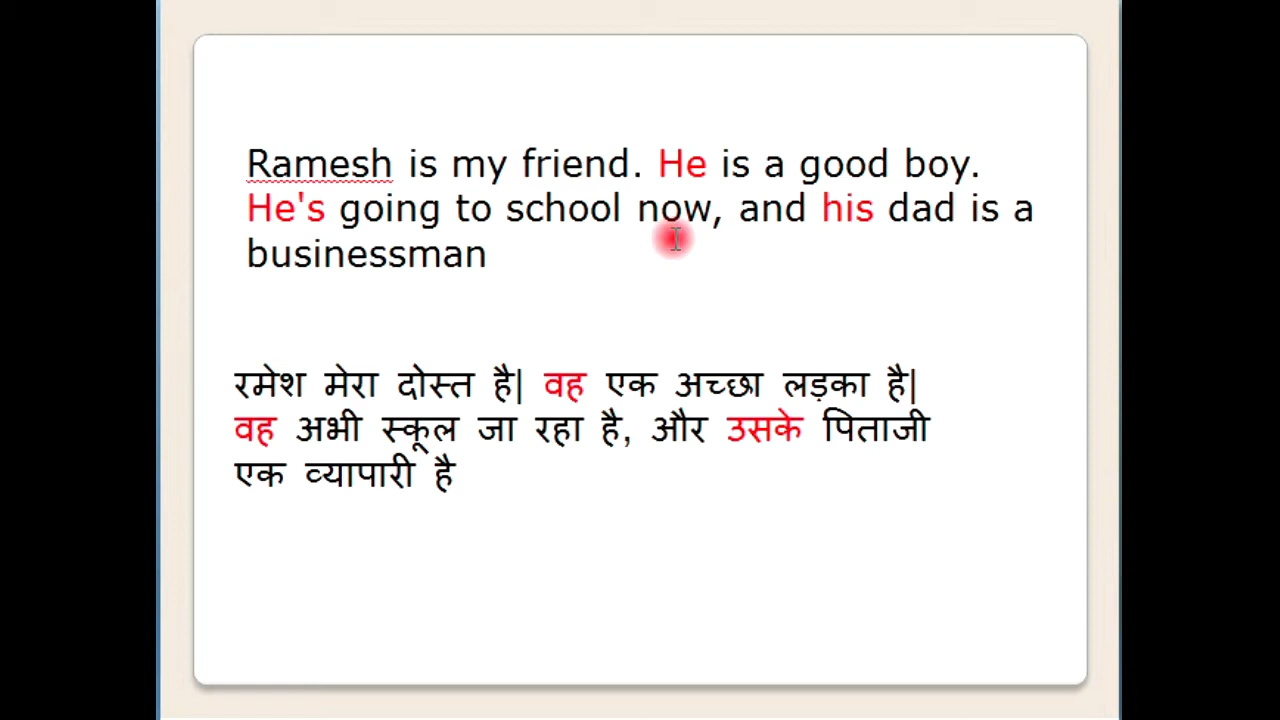 Ramesh is my friend. He is a good boy.
He's going to school now, and his dad is a
businessman
रमेश मेरा दोस्त है| वह एक अच्छा लड़का है|
वह अभी स्कूल जा रहा है, और उसके पिताजी
एक व्यापारी है